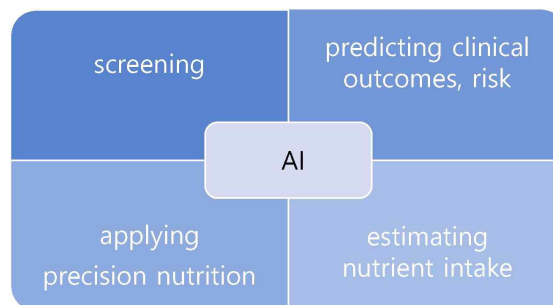 screening
predicting clinical
outcomes, risk
AI
applying
precision nutrition
estimating
nutrient intake